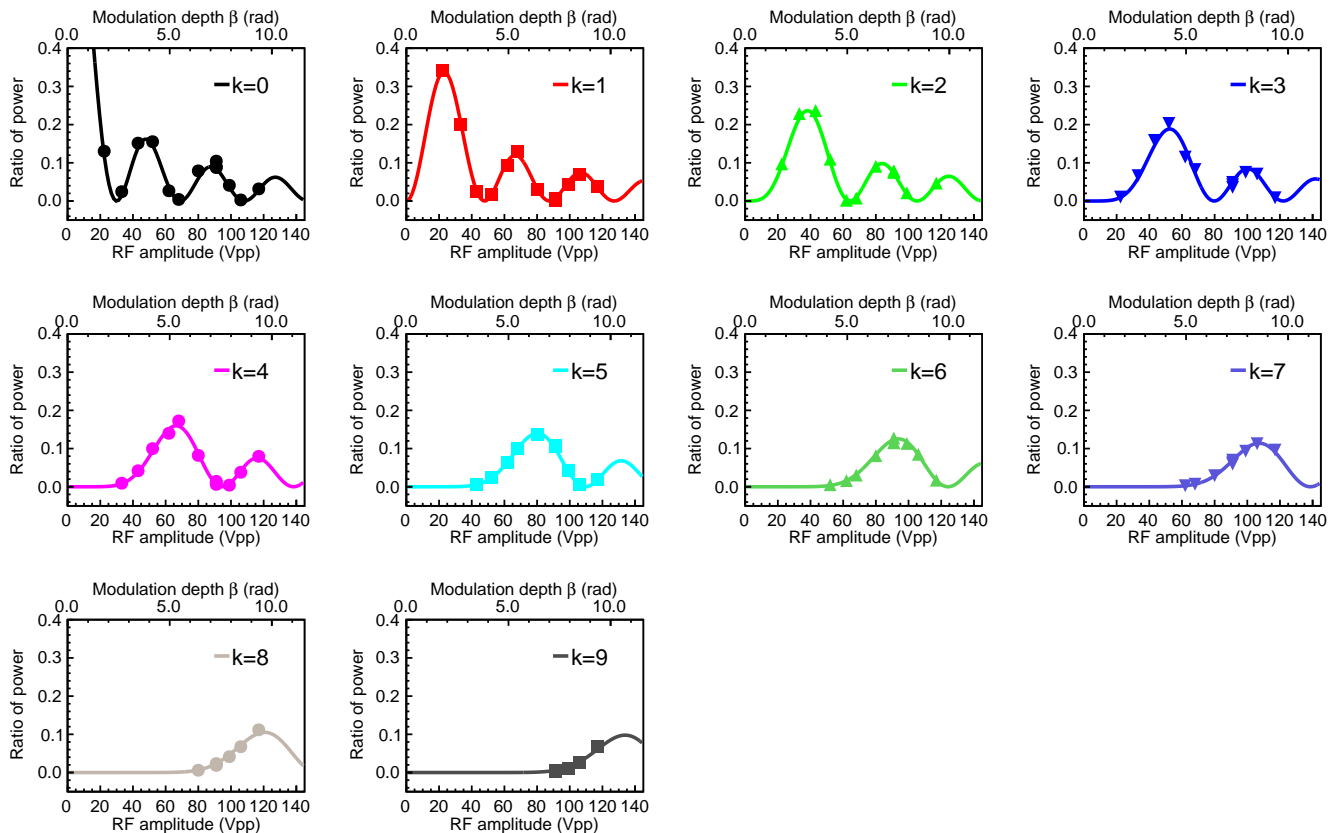 Modulation depth β (rad)
0.0 5.0 10.0
0.4
0.3
0.2
0.1
0.0
Ratio of power
k=0
0 20 40 60 80 100 120 140
RF amplitude (Vpp)
Modulation depth β (rad)
0.0 5.0 10.0
0.4
0.3
0.2
0.1
0.0
Ratio of power
k=1
0 20 40 60 80 100 120 140
RF amplitude (Vpp)
Modulation depth β (rad)
0.0 5.0 10.0
0.4
0.3
0.2
0.1
0.0
Ratio of power
k=2
0 20 40 60 80 100 120 140
RF amplitude (Vpp)
Modulation depth β (rad)
0.0 5.0 10.0
0.4
0.3
0.2
0.1
0.0
Ratio of power
k=3
0 20 40 60 80 100 120 140
RF amplitude (Vpp)
Modulation depth β (rad)
0.0 5.0 10.0
0.4
0.3
0.2
0.1
0.0
Ratio of power
k=4
0 20 40 60 80 100 120 140
RF amplitude (Vpp)
Modulation depth β (rad)
0.0 5.0 10.0
0.4
0.3
0.2
0.1
0.0
Ratio of power
k=5
0 20 40 60 80 100 120 140
RF amplitude (Vpp)
Modulation depth β (rad)
0.0 5.0 10.0
0.4
0.3
0.2
0.1
0.0
Ratio of power
k=6
0 20 40 60 80 100 120 140
RF amplitude (Vpp)
Modulation depth β (rad)
0.0 5.0 10.0
0.4
0.3
0.2
0.1
0.0
Ratio of power
k=7
0 20 40 60 80 100 120 140
RF amplitude (Vpp)
Modulation depth β (rad)
0.0 5.0 10.0
0.4
0.3
0.2
0.1
0.0
Ratio of power
k=8
0 20 40 60 80 100 120 140
RF amplitude (Vpp)
Modulation depth β (rad)
0.0 5.0 10.0
0.4
0.3
0.2
0.1
0.0
Ratio of power
k=9
0 20 40 60 80 100 120 140
RF amplitude (Vpp)